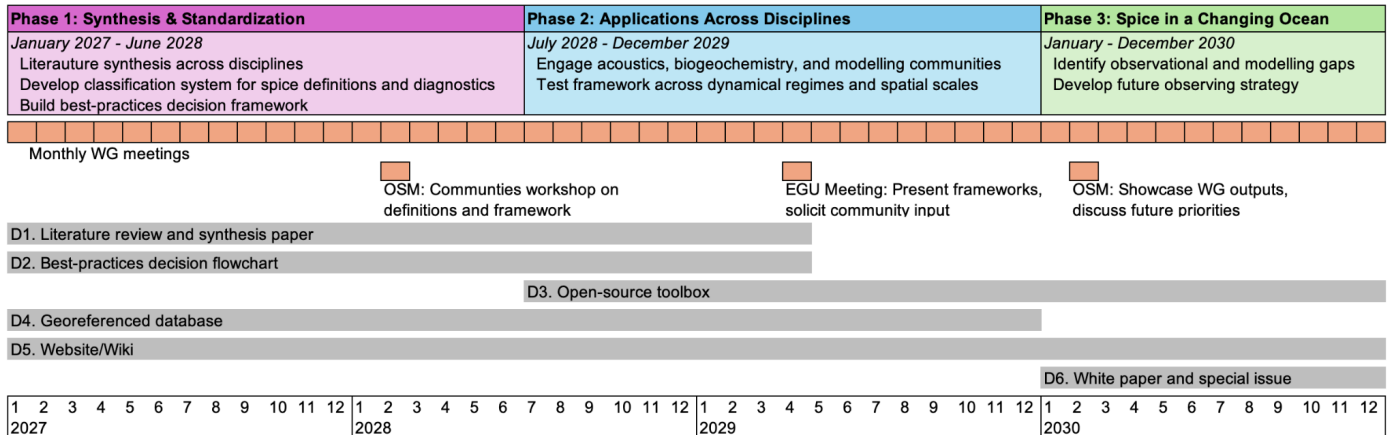 Phase 1: Synthesis & Standardization
January 2027 - June 2028
Literauture synthesis across disciplines
Develop classification system for spice definitions and diagnostics
Build best-practices decision framework
Phase 2: Applications Across Disciplines
July 2028 - December 2029
Engage acoustics, biogeochemistry, and modelling communities
Test framework across dynamical regimes and spatial scales
Phase 3: Spice in a Changing Ocean
January - December 2030
Identify observational and modelling gaps
Develop future observing strategy
Monthly WG meetings
OSM: Communties workshop on
definitions and framework
EGU Meeting: Present frameworks,
solicit community input
OSM: Showcase WG outputs,
discuss future priorities
D1. Literature review and synthesis paper
D2. Best-practices decision flowchart
D3. Open-source toolbox
D4. Georeferenced database
D5. Website/Wiki
D6. White paper and special issue
1 2 3 4 5 6 7 8 9 10 11 12 1 2 3 4 5 6 7 8 9 10 11 12 1 2 3 4 5 6 7 8 9 10 11 12 1 2 3 4 5 6 7 8 9 10 11 12
2027 2028 2029 2030